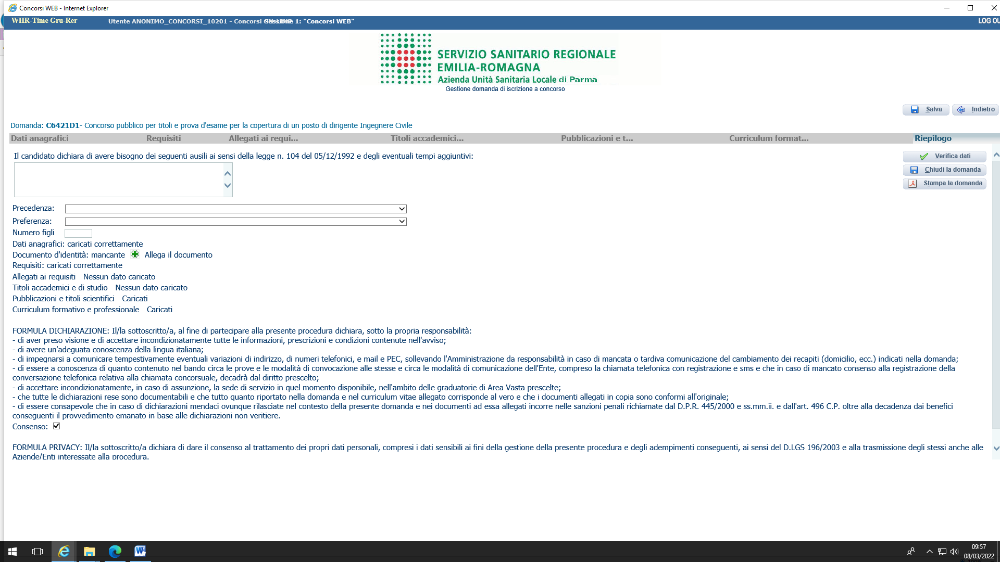 Concorsi WEB - Internet Explorer
WHR-Time Gru-Rer
Utente ANONIMO_CONCORSI_10201 - Concorsi ON-LINE Sessione 1: "Concorsi WEB"
LOG OU
SERVIZIO SANITARIO REGIONALE
EMILIA-ROMAGNA
Azienda Unità Sanitaria Locale di Parma
Gestione domanda di iscrizione a concorso
Salva
Indietro
Domanda: C6421D1- Concorso pubblico per titoli e prova d'esame per la copertura di un posto di dirigente Ingegnere Civile
Dati anagrafici Requisiti Allegati ai requi... Titoli accademici... Pubblicazioni e t... Curriculum format... Riepilogo
Il candidato dichiara di avere bisogno dei seguenti ausili ai sensi della legge n. 104 del 05/12/1992 e degli eventuali tempi aggiuntivi:
Verifica dati
Chiudi la domanda
Stampa la domanda
Precedenza:
Preferenza:
Numero figli
Dati anagrafici: caricati correttamente
Documento d'identità: mancante Allega il documento
Requisiti: caricati correttamente
Allegati ai requisiti Nessun dato caricato
Titoli accademici e di studio Nessun dato caricato
Pubblicazioni e titoli scientifici Caricati
Curriculum formativo e professionale Caricati
FORMULA DICHIARAZIONE: Il/la sottoscritto/a, al fine di partecipare alla presente procedura dichiara, sotto la propria responsabilità:
- di aver preso visione e di accettare incondizionatamente tutte le informazioni, prescrizioni e condizioni contenute nell'avviso;
- di avere un'adeguata conoscenza della lingua italiana;
- di impegnarsi a comunicare tempestivamente eventuali variazioni di indirizzo, di numeri telefonici, e mail e PEC, sollevando l'Amministrazione da responsabilità in caso di mancata o tardiva comunicazione del cambiamento dei recapiti (domicilio, ecc.) indicati nella domanda;
- di essere a conoscenza di quanto contenuto nel bando circa le prove e le modalità di convocazione alle stesse e circa le modalità di comunicazione dell'Ente, compreso la chiamata telefonica con registrazione e sms e che in caso di mancato consenso alla registrazione della
conversazione telefonica relativa alla chiamata concorsuale, decadrà dal diritto prescelto;
- di accettare incondizionatamente, in caso di assunzione, la sede di servizio in quel momento disponibile, nell'ambito delle graduatorie di Area Vasta prescelte;
- che tutte le dichiarazioni rese sono documentabili e che tutto quanto riportato nella domanda e nel curriculum vitae allegato corrisponde al vero e che i documenti allegati in copia sono conformi all'originale;
- di essere consapevole che in caso di dichiarazioni mendaci ovunque rilasciate nel contesto della presente domanda e nei documenti ad essa allegati incorre nelle sanzioni penali richiamate dal D.P.R. 445/2000 e ss.mm.ii. e dall'art. 496 C.P. oltre alla decadenza dai benefici
conseguenti il provvedimento emanato in base alle dichiarazioni non veritiere.
Consenso:
FORMULA PRIVACY: Il/la sottoscritto/a dichiara di dare il consenso al trattamento dei propri dati personali, compresi i dati sensibili ai fini della gestione della presente procedura e degli adempimenti conseguenti, ai sensi del D.LGS 196/2003 e alla trasmissione degli stessi anche alle
Aziende/Enti interessate alla procedura.
09:57
08/03/2022